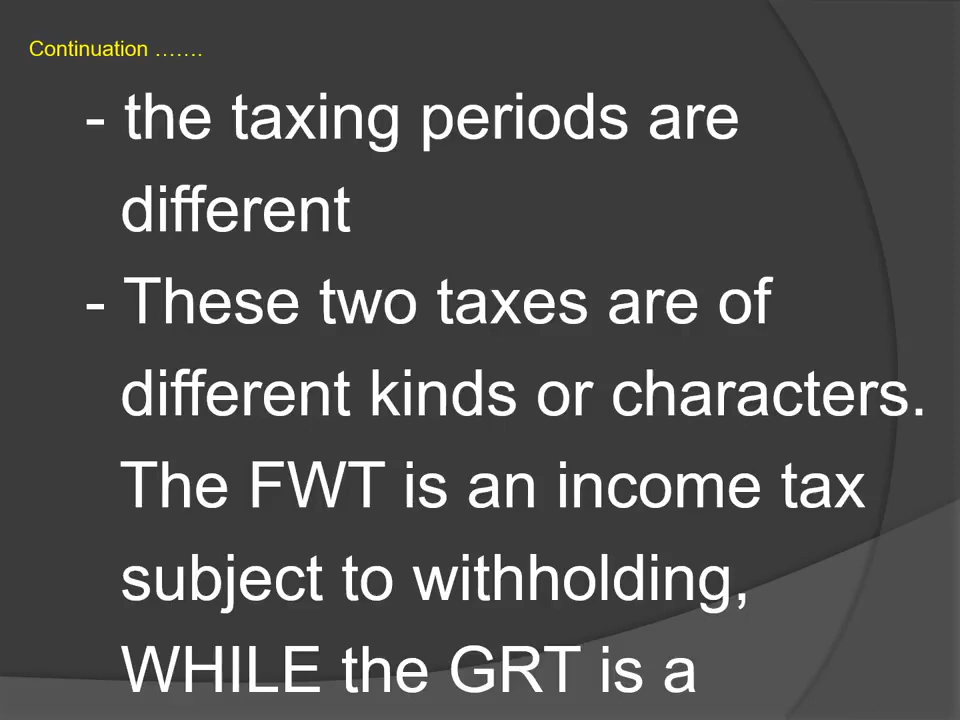 Continuation …….
- the taxing periods are
different
- These two taxes are of
different kinds or characters.
The FWT is an income tax
subject to withholding,
WHILE the GRT is a